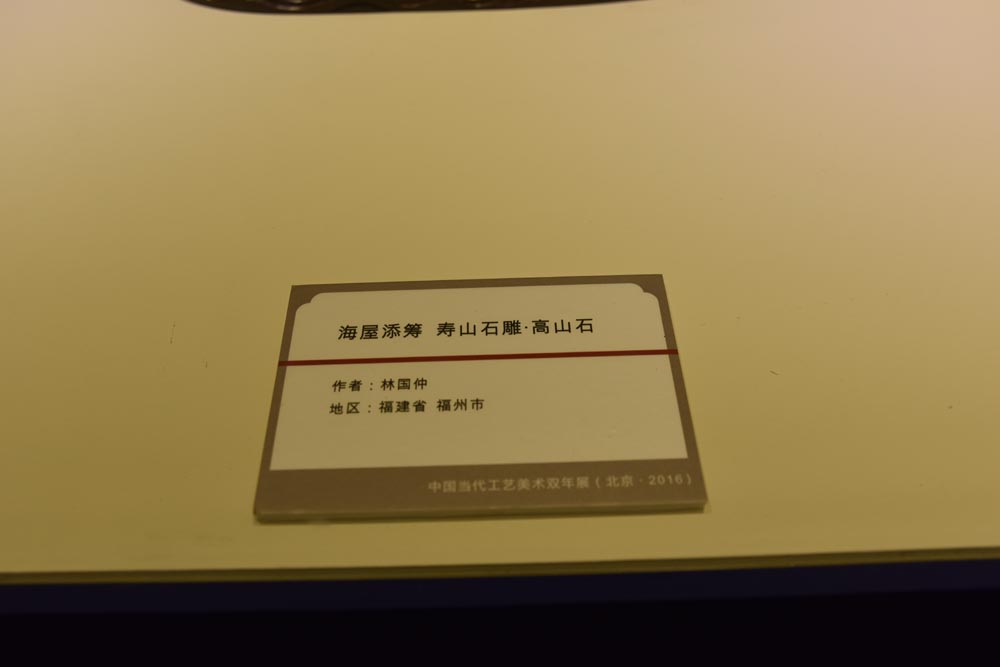 海屋添筹 寿山石雕·高山石
作者：林国仲
地区：福建省 福州市
中国当代工艺美术双年展（北京·2016）